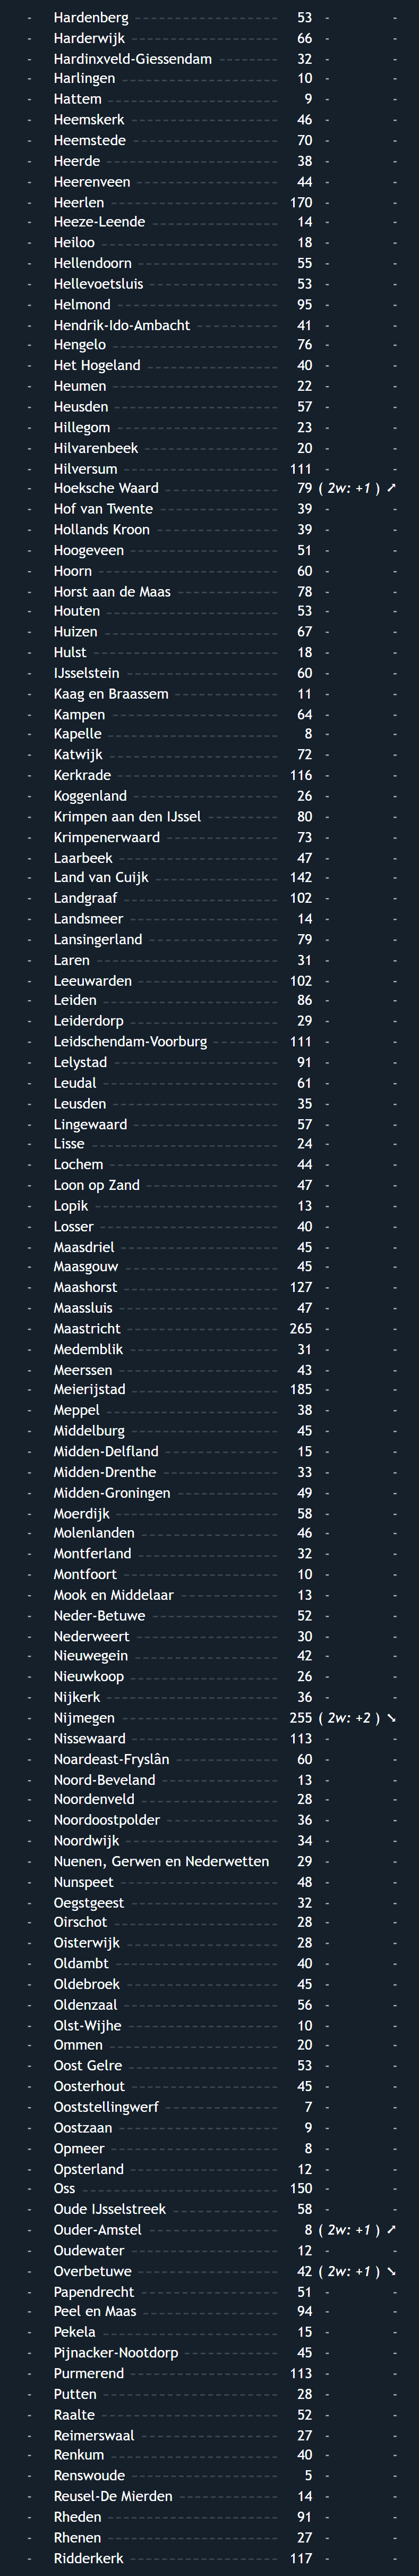 - Hardenberg 53 - -
- Harderwijk 66 - -
- Hardinxveld-Giessendam 32 - -
- Harlingen 10 - -
- Hattem 9 - -
- Heemskerk 46 - -
- Heemstede 70 - -
- Heerde 38 - -
- Heerenveen 44 - -
- Heerlen 170 - -
- Heeze-Leende 14 - -
- Heiloo 18 - -
- Hellendoorn 55 - -
- Hellevoetsluis 53 - -
- Helmond 95 - -
- Hendrik-Ido-Ambacht 41 - -
- Hengelo 76 - -
- Het Hogeland 40 - -
- Heumen 22 - -
- Heusden 57 - -
- Hillegom 23 - -
- Hilvarenbeek 20 - -
- Hilversum 111 - -
- Hoeksche Waard 79 ( 2w: +1 ) ➚
- Hof van Twente 39 - -
- Hollands Kroon 39 - -
- Hoogeveen 51 - -
- Hoorn 60 - -
- Horst aan de Maas 78 - -
- Houten 53 - -
- Huizen 67 - -
- Hulst 18 - -
- IJsselstein 60 - -
- Kaag en Braassem 11 - -
- Kampen 64 - -
- Kapelle 8 - -
- Katwijk 72 - -
- Kerkrade 116 - -
- Koggenland 26 - -
- Krimpen aan den IJssel 80 - -
- Krimpenerwaard 73 - -
- Laarbeek 47 - -
- Land van Cuijk 142 - -
- Landgraaf 102 - -
- Landsmeer 14 - -
- Lansingerland 79 - -
- Laren 31 - -
- Leeuwarden 102 - -
- Leiden 86 - -
- Leiderdorp 29 - -
- Leidschendam-Voorburg 111 - -
- Lelystad 91 - -
- Leudal 61 - -
- Leusden 35 - -
- Lingewaard 57 - -
- Lisse 24 - -
- Lochem 44 - -
- Loon op Zand 47 - -
- Lopik 13 - -
- Losser 40 - -
- Maasdriel 45 - -
- Maasgouw 45 - -
- Maashorst 127 - -
- Maassluis 47 - -
- Maastricht 265 - -
- Medemblik 31 - -
- Meerssen 43 - -
- Meierijstad 185 - -
- Meppel 38 - -
- Middelburg 45 - -
- Midden-Delfland 15 - -
- Midden-Drenthe 33 - -
- Midden-Groningen 49 - -
- Moerdijk 58 - -
- Molenlanden 46 - -
- Montferland 32 - -
- Montfoort 10 - -
- Mook en Middelaar 13 - -
- Neder-Betuwe 52 - -
- Nederweert 30 - -
- Nieuwegein 42 - -
- Nieuwkoop 26 - -
- Nijkerk 36 - -
- Nijmegen 255 ( 2w: +2 ) ➘
- Nissewaard 113 - -
- Noardeast-Fryslân 60 - -
- Noord-Beveland 13 - -
- Noordenveld 28 - -
- Noordoostpolder 36 - -
- Noordwijk 34 - -
- Nuenen, Gerwen en Nederwetten 29 - -
- Nunspeet 48 - -
- Oegstgeest 32 - -
- Oirschot 28 - -
- Oisterwijk 28 - -
- Oldambt 40 - -
- Oldebroek 45 - -
- Oldenzaal 56 - -
- Olst-Wijhe 10 - -
- Ommen 20 - -
- Oost Gelre 53 - -
- Oosterhout 45 - -
- Ooststellingwerf 7 - -
- Oostzaan 9 - -
- Opmeer 8 - -
- Opsterland 12 - -
- Oss 150 - -
- Oude IJsselstreek 58 - -
- Ouder-Amstel 8 ( 2w: +1 ) ➚
- Oudewater 12 - -
- Overbetuwe 42 ( 2w: +1 ) ➘
- Papendrecht 51 - -
- Peel en Maas 94 - -
- Pekela 15 - -
- Pijnacker-Nootdorp 45 - -
- Purmerend 113 - -
- Putten 28 - -
- Raalte 52 - -
- Reimerswaal 27 - -
- Renkum 40 - -
- Renswoude 5 - -
- Reusel-De Mierden 14 - -
- Rheden 91 - -
- Rhenen 27 - -
- Ridderkerk 117 - -